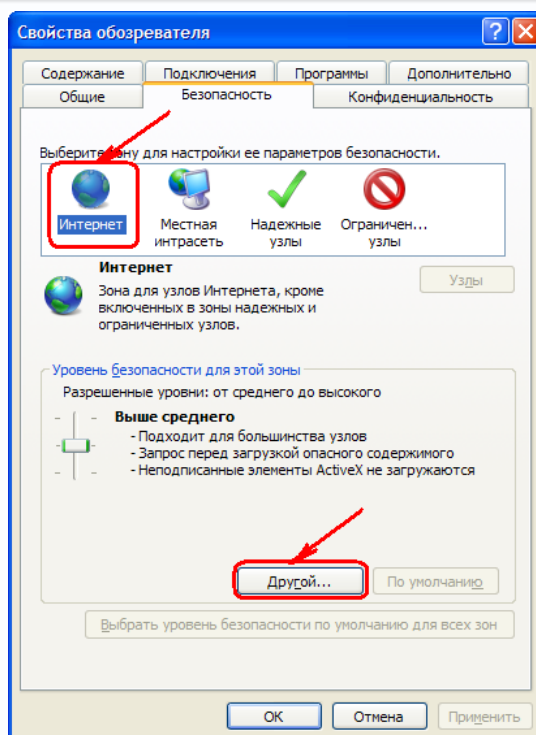 Свойства обозревателя
Содержание Подключения Программы Дополнительно
Общие Безопасность Конфиденциальность
Выберите зону для настройки ее параметров безопасности.
Интернет Местная интрасеть Надежные узлы Ограничен... узлы
Интернет
Зона для узлов Интернета, кроме
включенных в зоны надежных и
ограниченных узлов.
Узлы
Уровень безопасности для этой зоны
Разрешенные уровни: от среднего до высокого
Выше среднего
- Подходит для большинства узлов
- Запрос перед загрузкой опасного содержимого
- Неподписанные элементы ActiveX не загружаются
Другой... По умолчанию
Выбрать уровень безопасности по умолчанию для всех зон
ОК Отмена Применить